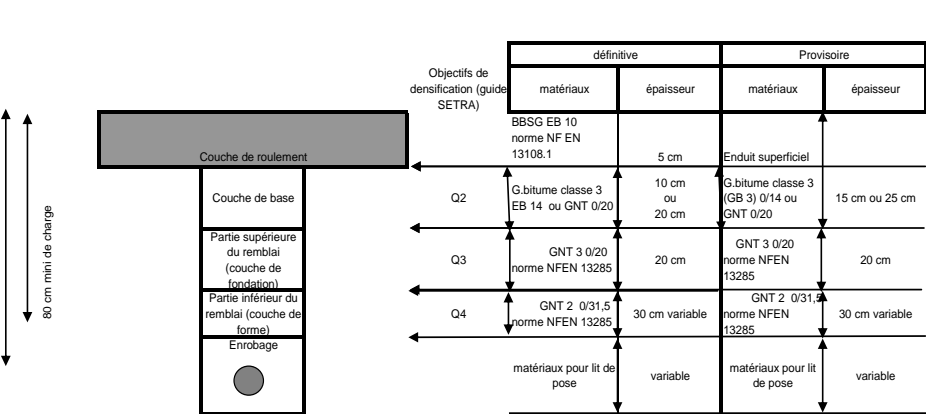 définitive
Provisoire
Objectifs de
densification (guide
SETRA)
matériaux
épaisseur
matériaux
épaisseur
BBSG EB 10
norme NF EN
13108.1
Couche de roulement
5 cm
Enduit superficiel
Couche de base
Q2
G.bitume classe 3
EB 14 ou GNT 0/20
10 cm
ou
20 cm
G.bitume classe 3
(GB 3) 0/14 ou
GNT 0/20
15 cm ou 25 cm
Partie supérieure
du remblai
(couche de
fondation)
Q3
GNT 3 0/20
norme NFEN 13285
20 cm
GNT 3 0/20
norme NFEN
13285
20 cm
Partie inférieur du
remblai (couche de
forme)
Q4
GNT 2 0/31,5
norme NFEN 13285
30 cm variable
GNT 2 0/31,5
norme NFEN
13285
30 cm variable
Enrobage
matériaux pour lit de
pose
variable
matériaux pour lit
de pose
variable
80 cm mini de charge